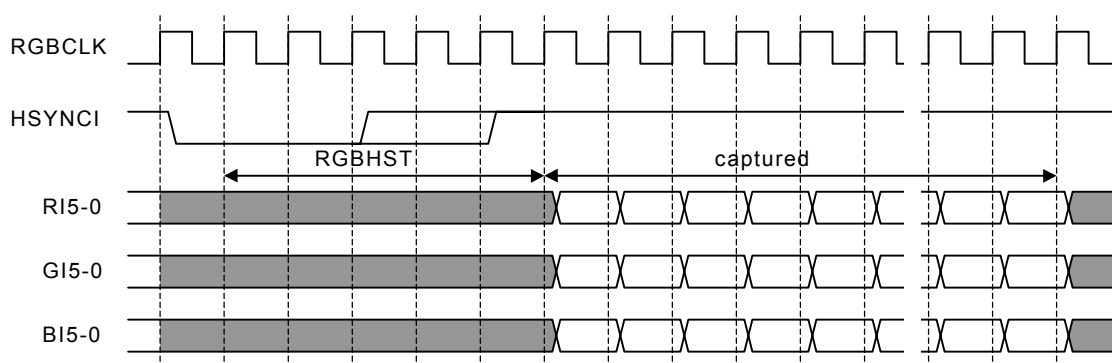 RGBCLK
HSYNCI
RGBHST captured
RI5-0
GI5-0
BI5-0